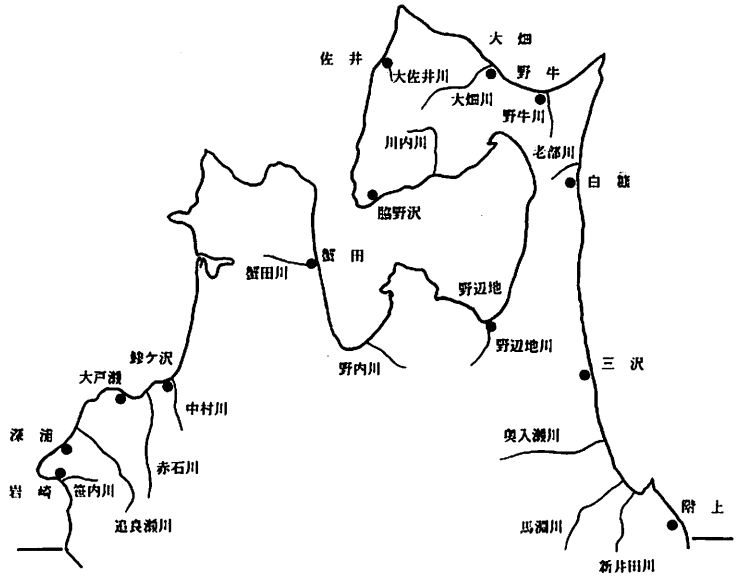 大畑
佐井
野牛
大佐井川
大畑川
野牛川
川内川
老部川
白糠
脇野沢
蟹田
蟹田川
野辺地
野辺地川
野内川
鯵ケ沢
三沢
大戸瀬
中村川
深浦
奥入瀬川
赤石川
岩崎
笹内川
追良瀬川
馬淵川
階上
新井田川